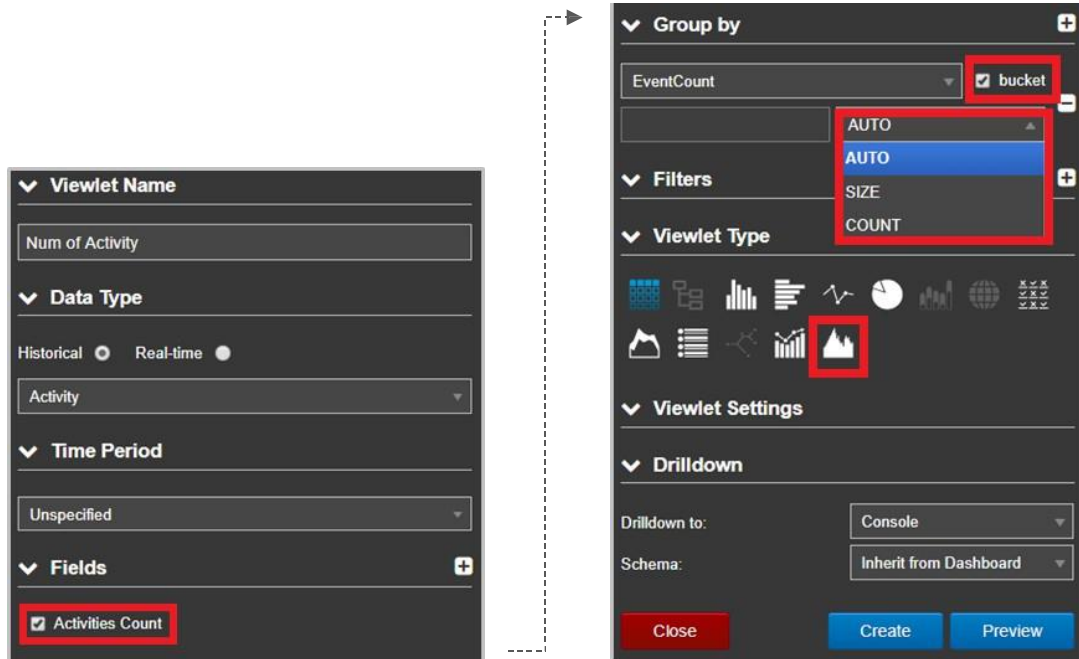 Viewlet Name
Num of Activity
Data Type
Historical Real-time
Activity
Time Period
Unspecified
Fields
Activities Count
Group by
EventCount bucket
AUTO
AUTO
SIZE
COUNT
Filters
Viewlet Type
Viewlet Settings
Drilldown
Drilldown to: Console
Schema: Inherit from Dashboard
Close Create Preview